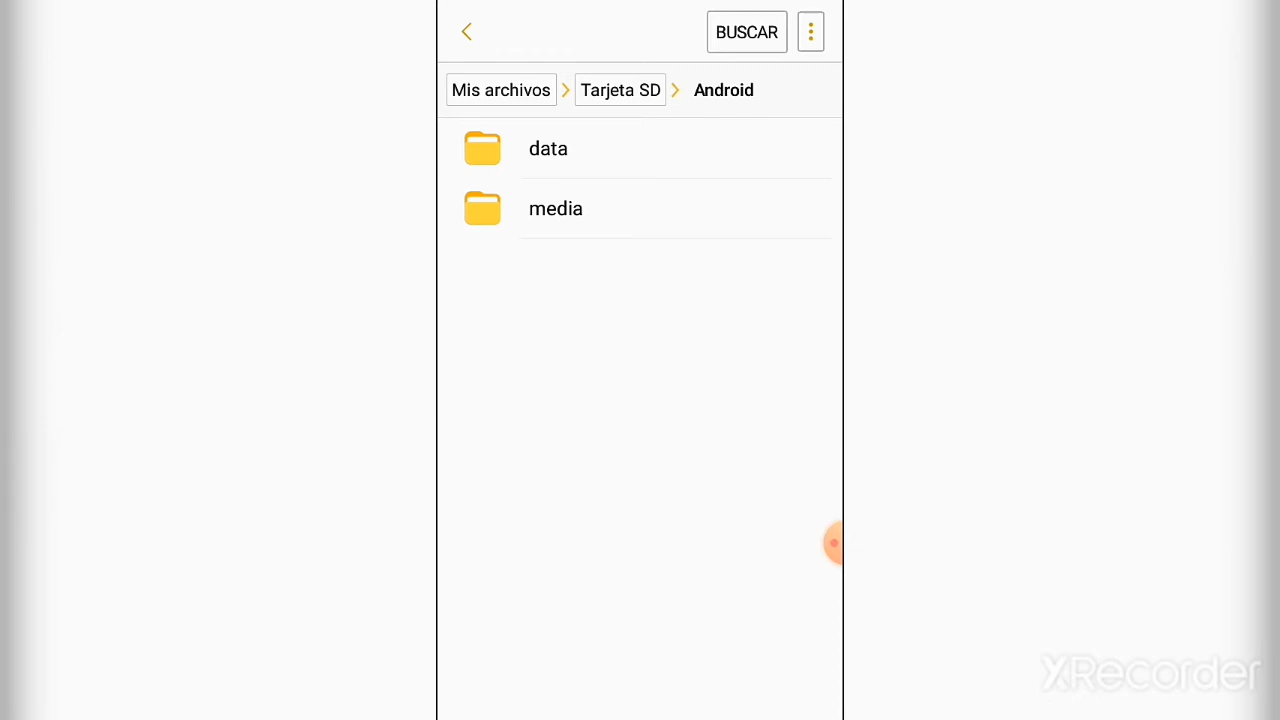 BUSCAR
Mis archivos > Tarjeta SD > Android
data
media
XRecorder